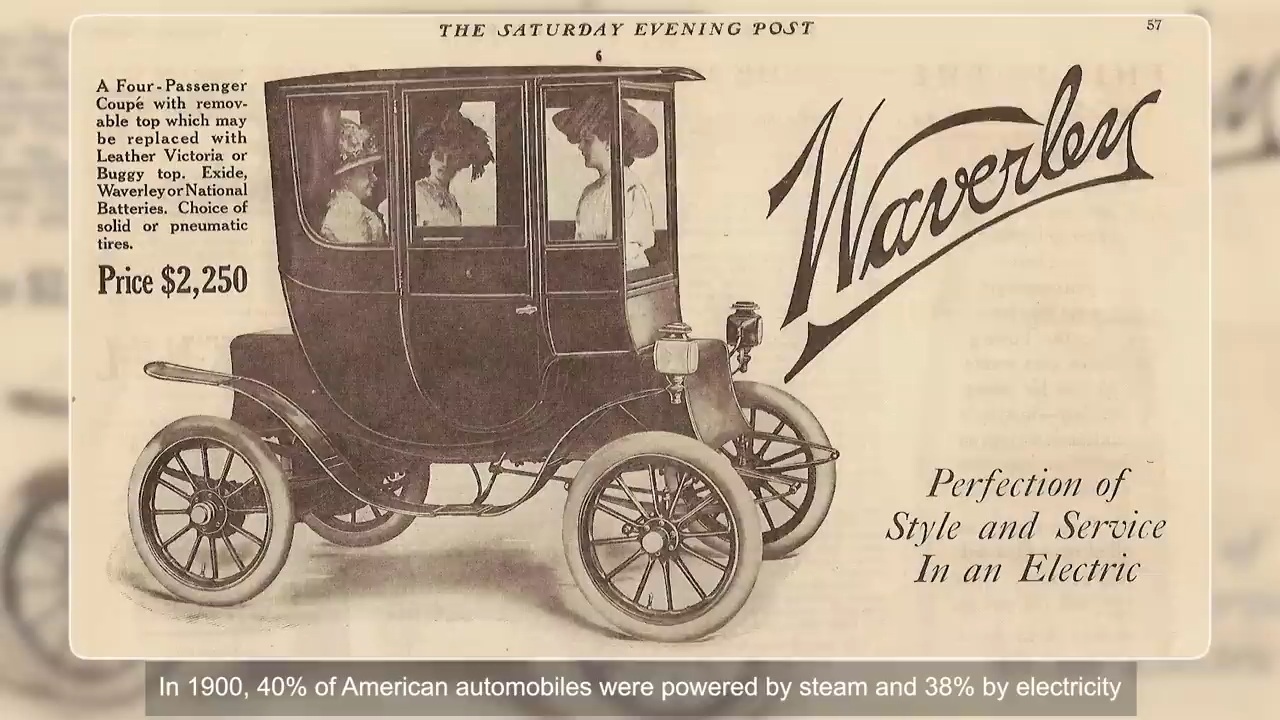 THE SATURDAY EVENING POST
57
6
A Four-Passenger
Coupé with remov-
able top which may
be replaced with
Leather Victoria or
Buggy top. Exide,
Waverley or National
Batteries. Choice of
solid or pneumatic
tires.
Price $2,250
Waverley
Perfection of
Style and Service
In an Electric
In 1900, 40% of American automobiles were powered by steam and 38% by electricity